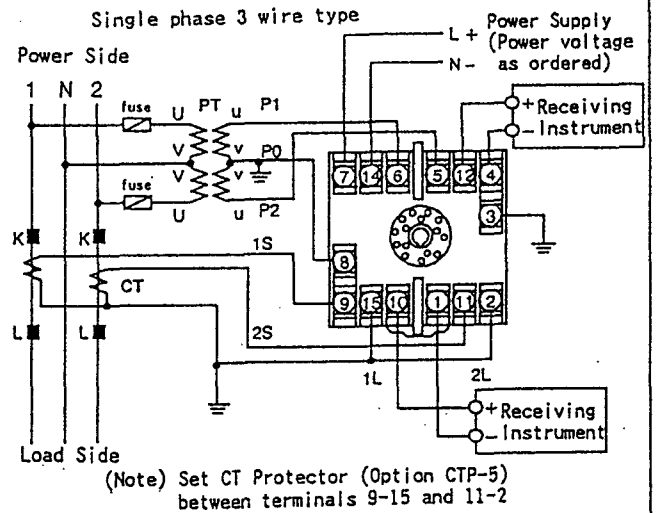 Single phase 3 wire type
Power Side
1 N 2
fuse
U PT u P1
V v P0
V v
fuse
U u P2
L +
N -
Power Supply
(Power voltage
as ordered)
+ Receiving
- Instrument
7 14 6 5 12 4
3
8
9 15 10 1 11 2
K K
1S
CT
2S
L L
1L 2L
+ Receiving
- Instrument
Load Side
(Note) Set CT Protector (Option CTP-5)
between terminals 9-15 and 11-2